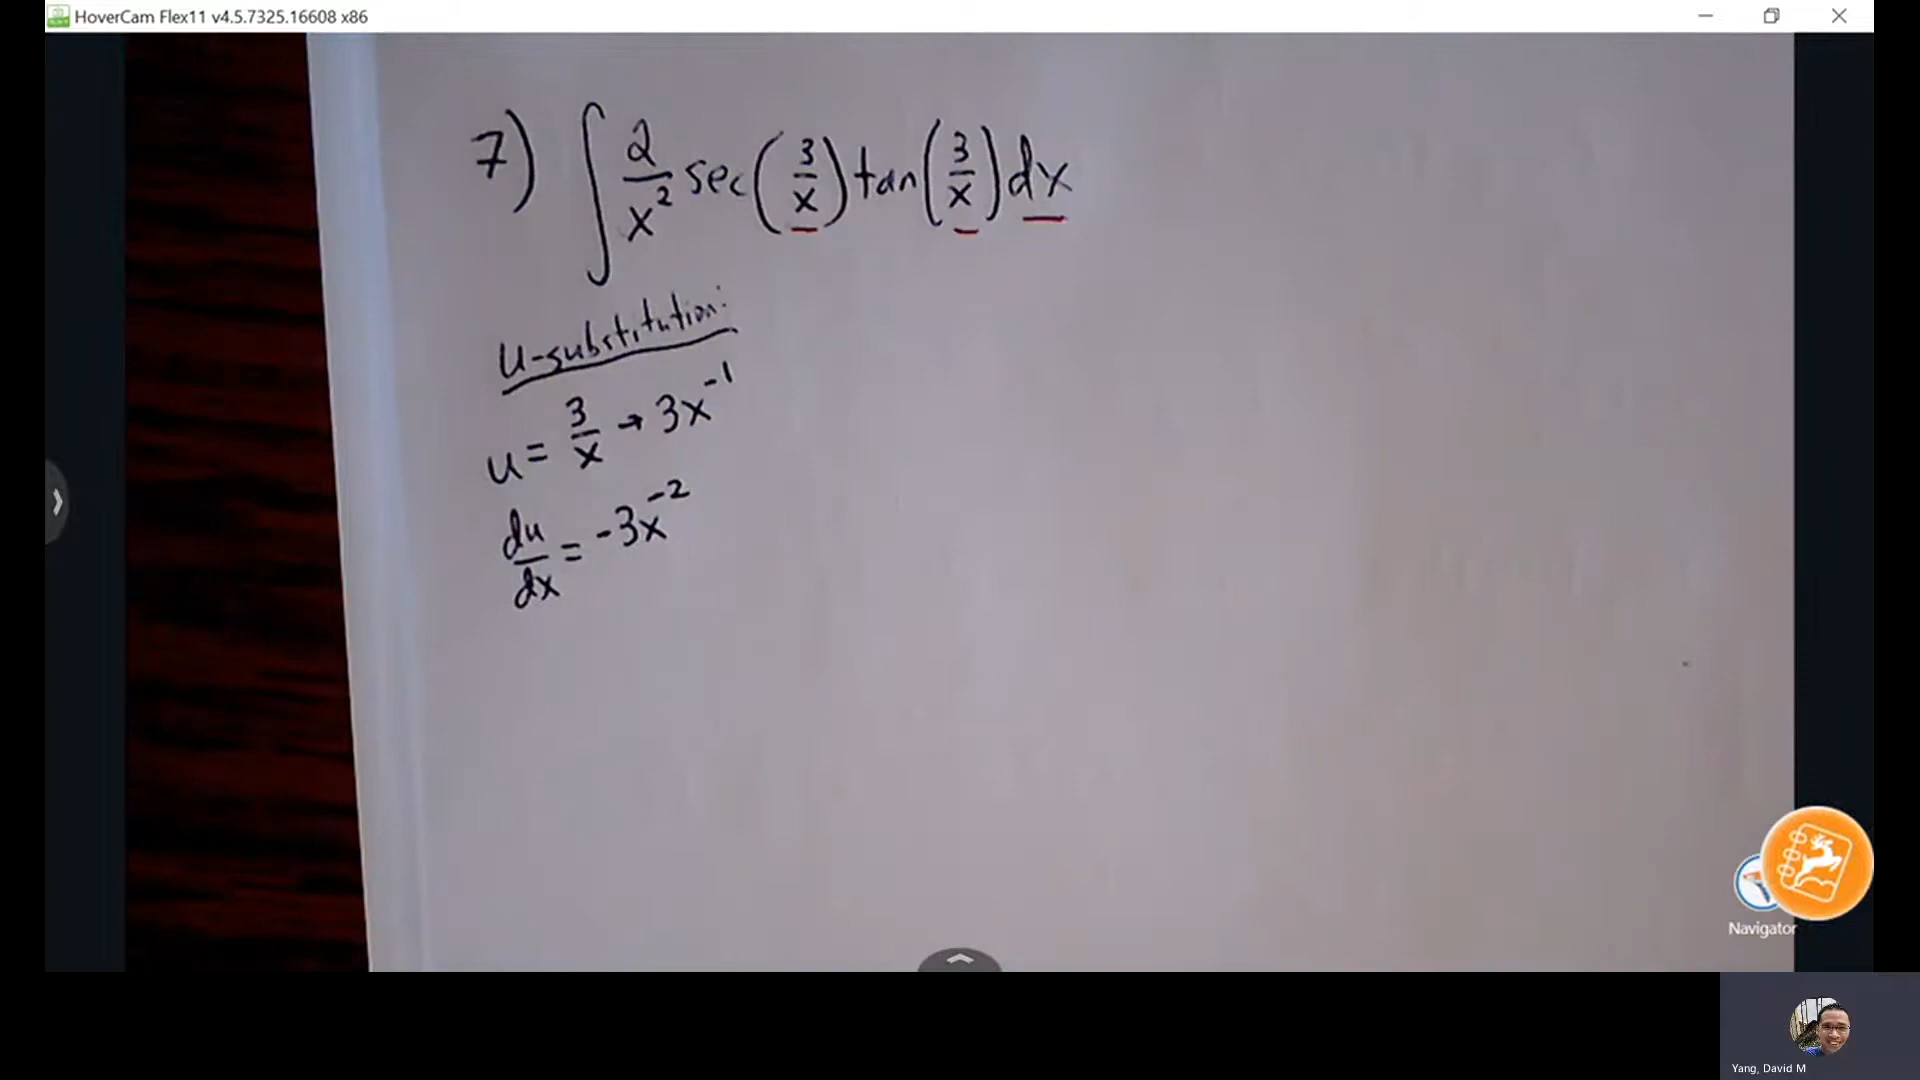 HoverCam Flex11 v4.5.7325.16608 x86
7) ∫ 2/x² sec(3/x) tan(3/x) dx
u-substitution:
u = 3/x → 3x⁻¹
du/dx = -3x⁻²
Navigator
Yang, David M